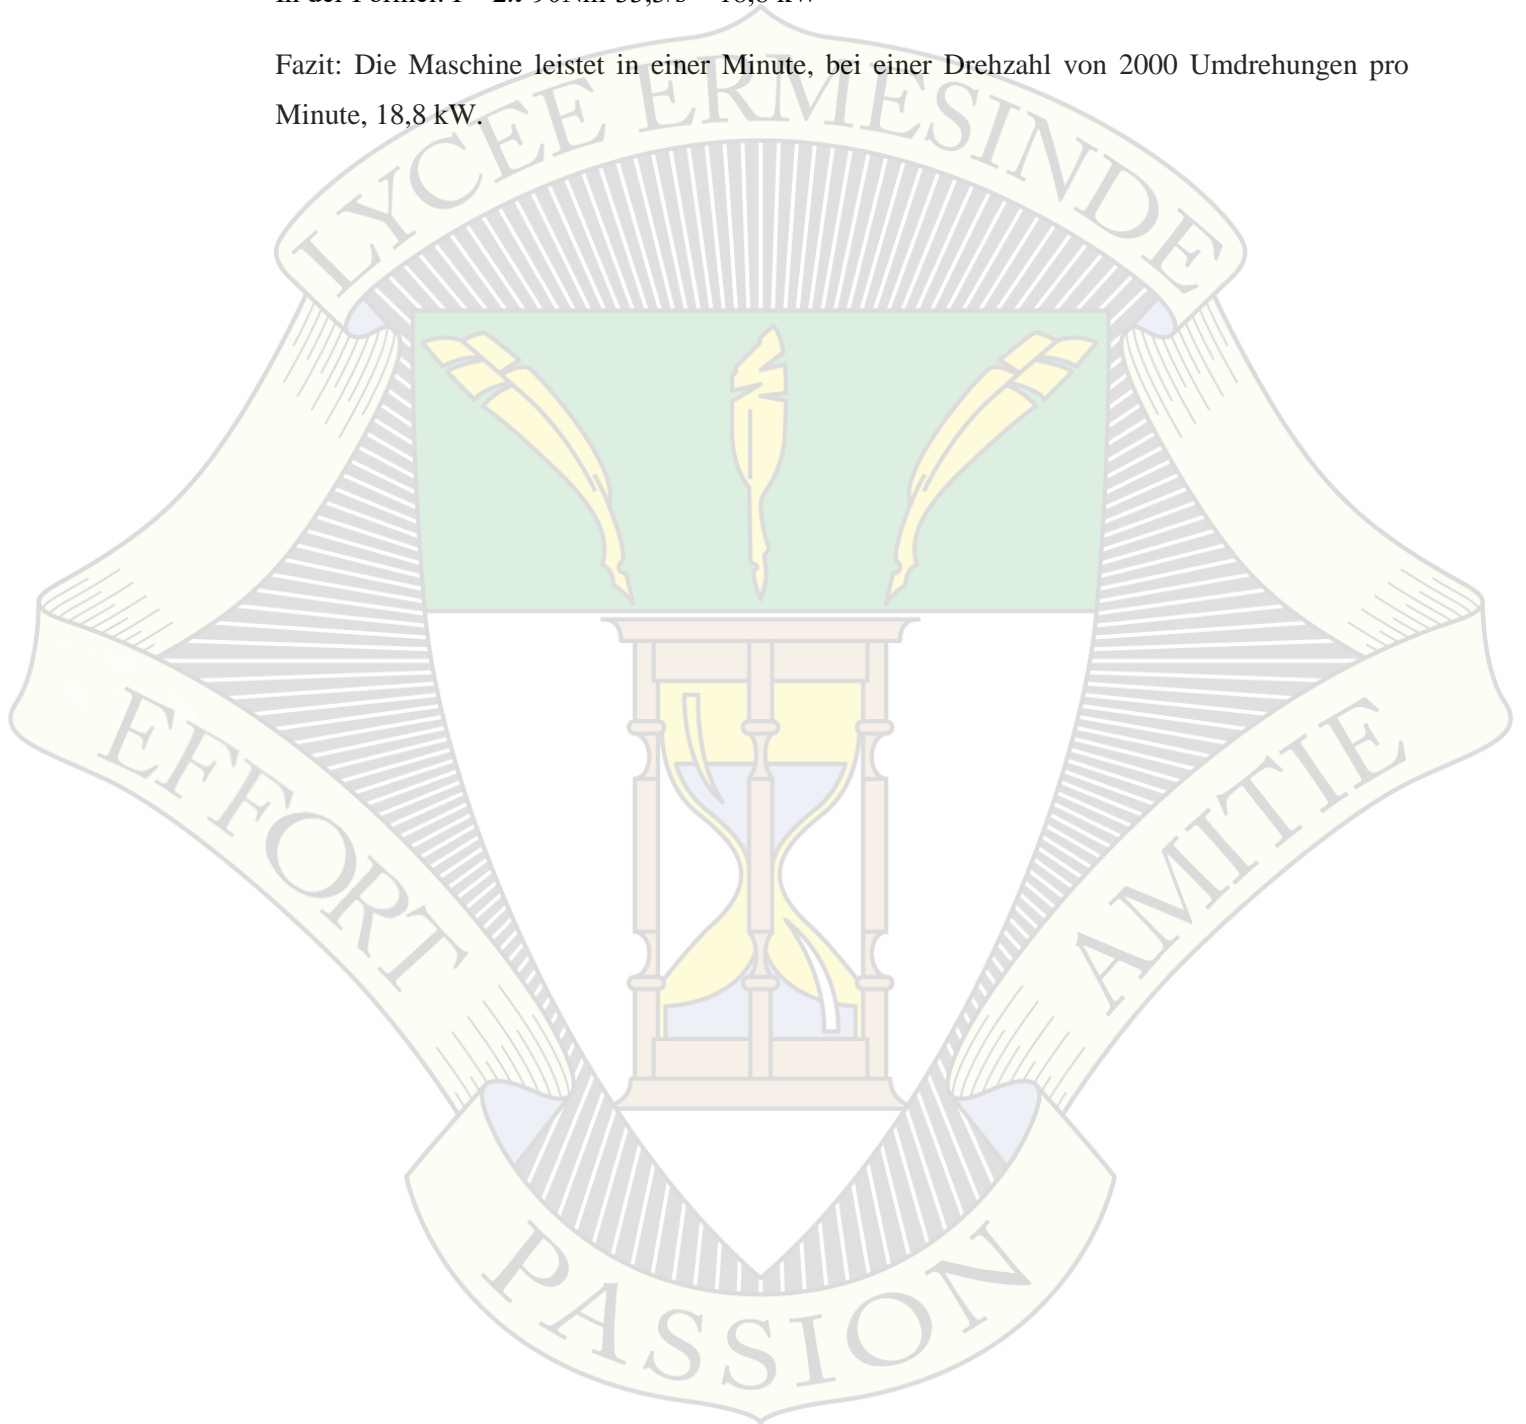 Fazit: Die Maschine leistet in einer Minute, bei einer Drehzahl von 2000 Umdrehungen pro
Minute, 18,8 kW.
LYCEE ERMESINDE
EFFORT
AMITIE
PASSION